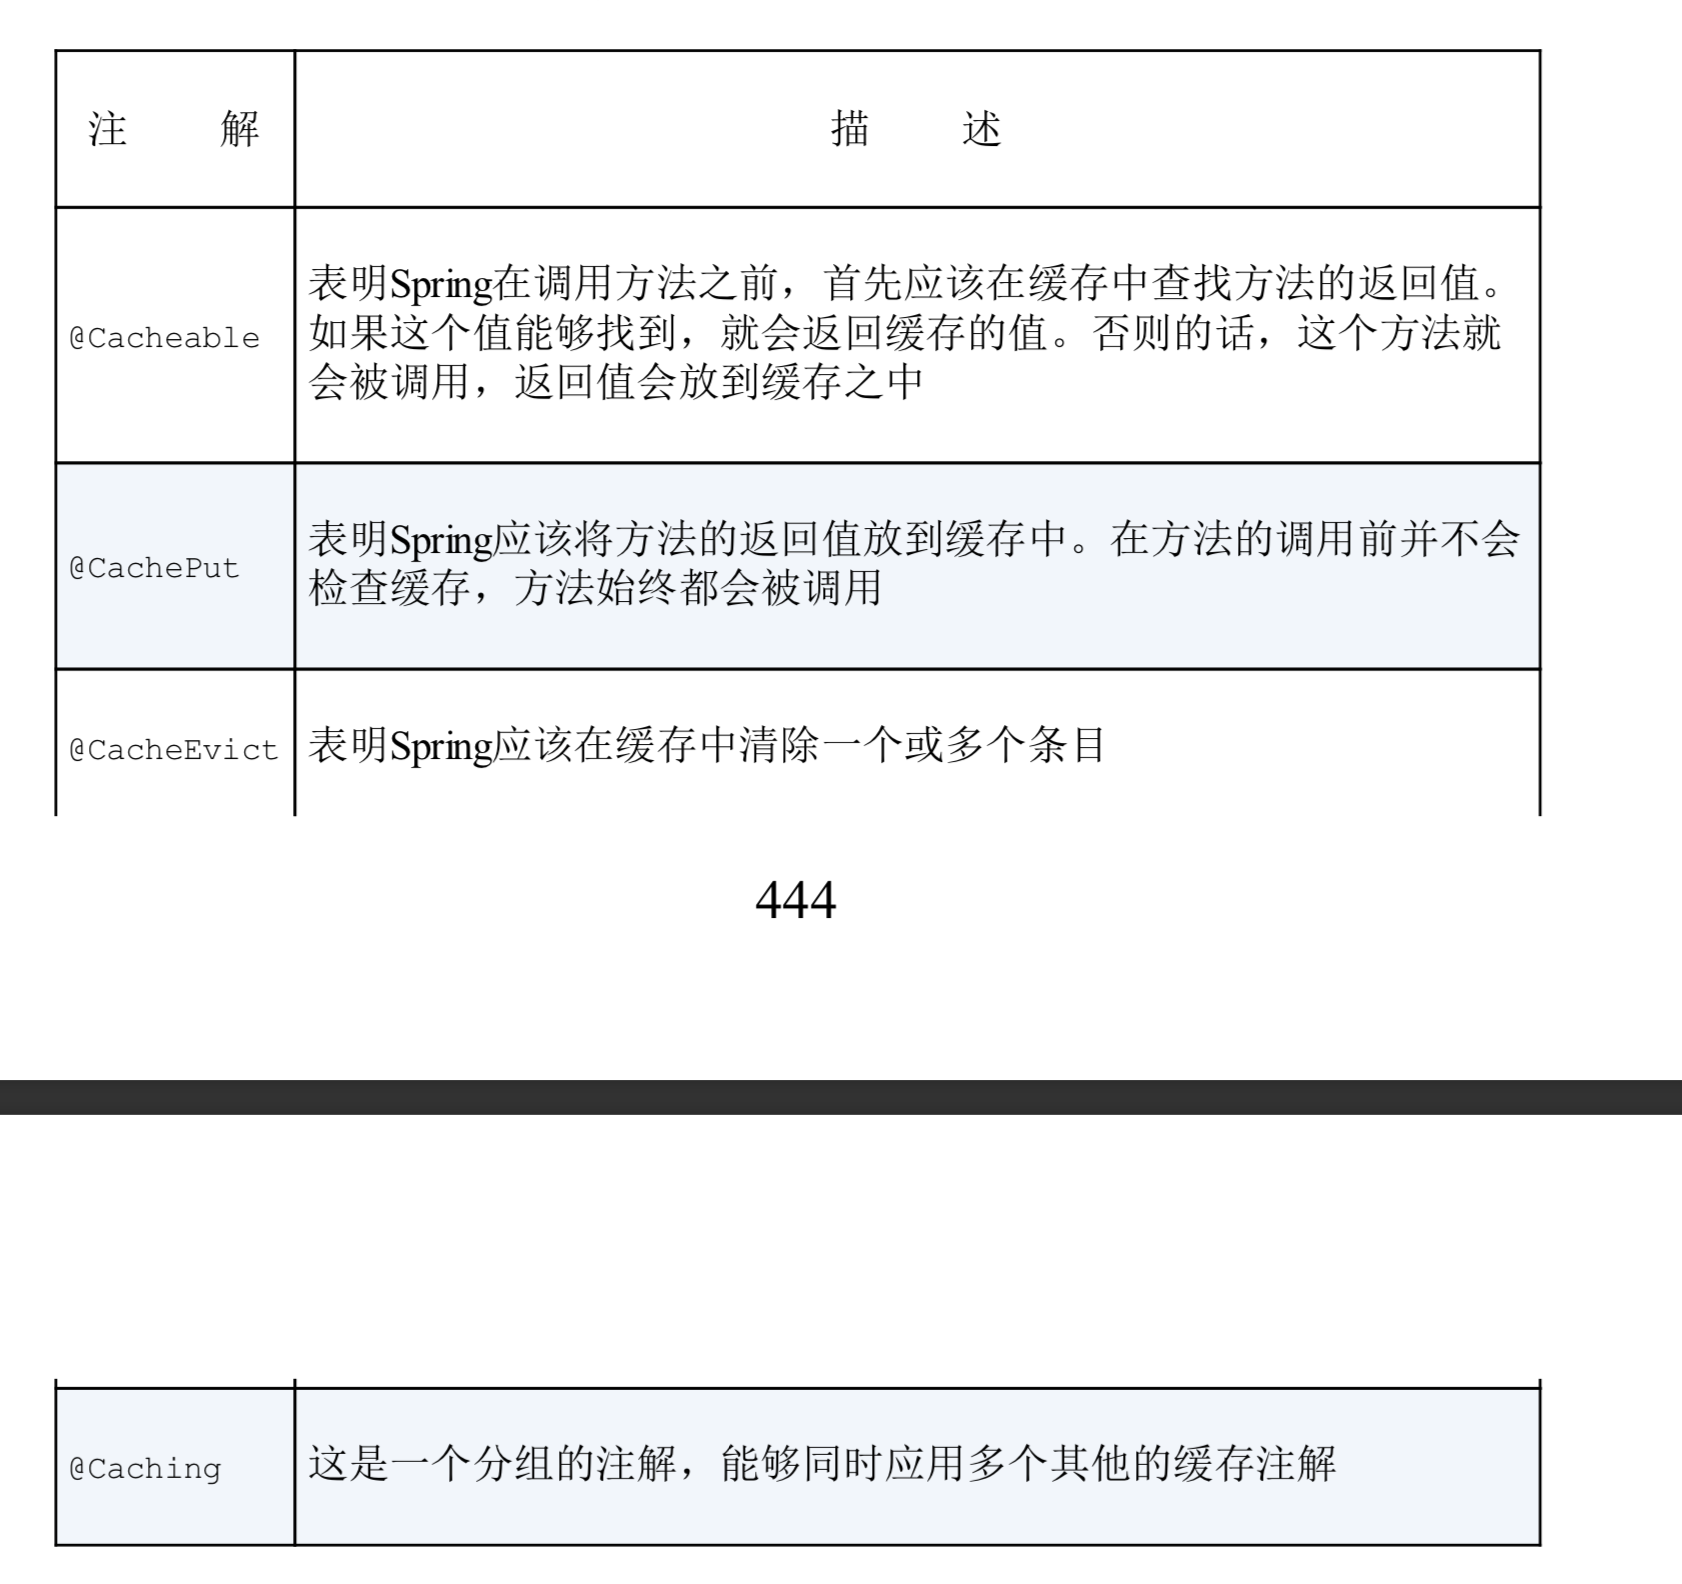 注 解 描 述
@Cacheable
表明Spring在调用方法之前，首先应该在缓存中查找方法的返回值。
如果这个值能够找到，就会返回缓存的值。否则的话，这个方法就
会被调用，返回值会放到缓存之中
@CachePut
表明Spring应该将方法的返回值放到缓存中。在方法的调用前并不会
检查缓存，方法始终都会被调用
@CacheEvict 表明Spring应该在缓存中清除一个或多个条目
444
@Caching 这是一个分组的注解，能够同时应用多个其他的缓存注解